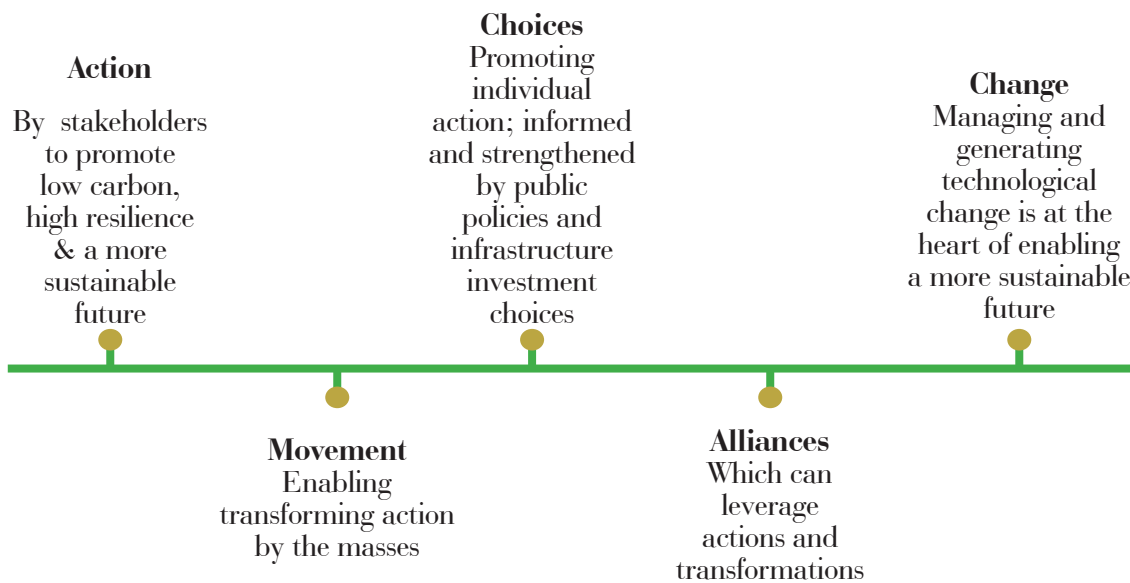 Action
By stakeholders
to promote
low carbon,
high resilience
& a more
sustainable
future
Movement
Enabling
transforming action
by the masses
Choices
Promoting
individual
action; informed
and strengthened
by public
policies and
infrastructure
investment
choices
Alliances
Which can
leverage
actions and
transformations
Change
Managing and
generating
technological
change is at the
heart of enabling
a more sustainable
future